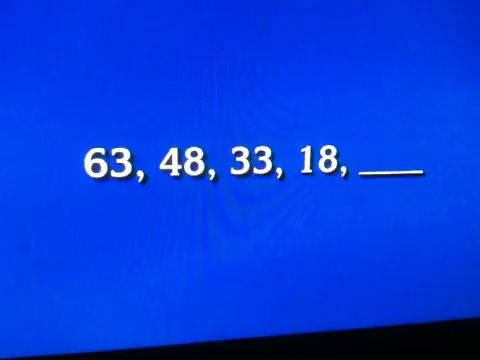 63, 48, 33, 18, ___